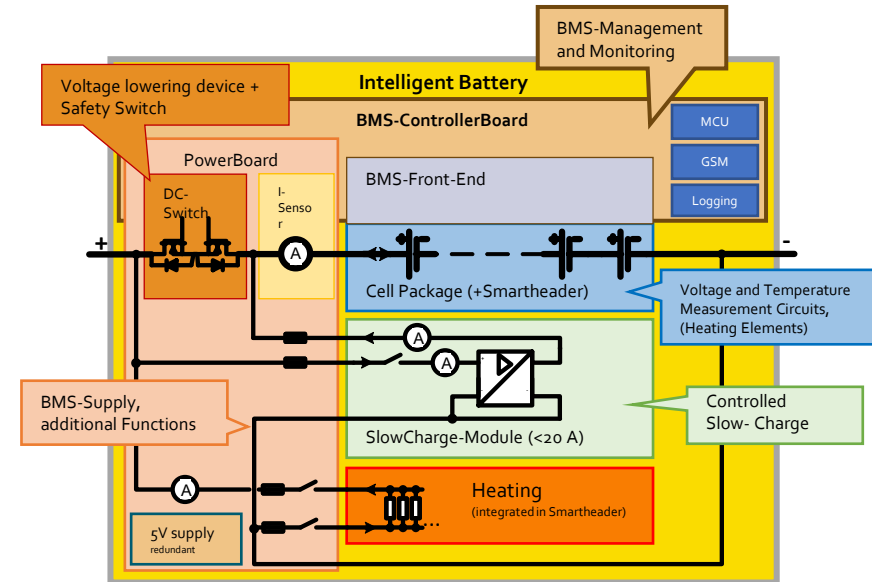 BMS-Management
and Monitoring
Intelligent Battery
Voltage lowering device +
Safety Switch
BMS-ControllerBoard
MCU
GSM
Logging
PowerBoard
BMS-Front-End
DC-
Switch
I-
Senso
r
+
A
-
Cell Package (+Smartheader)
Voltage and Temperature
Measurement Circuits,
(Heating Elements)
A
A
BMS-Supply,
additional Functions
Controlled
Slow- Charge
SlowCharge-Module (<20 A)
A
Heating
(integrated in Smartheader)
...
5V supply
redundant